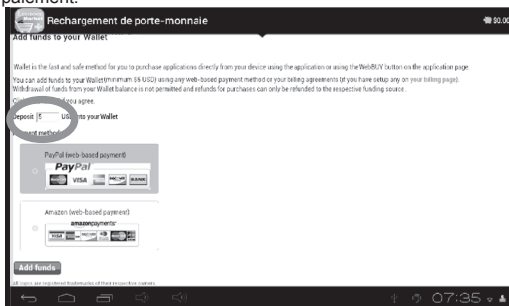 paiement.
Rechargement de porte-monnaie
$0.00
Add funds to your Wallet
Wallet is the fast and safe method for you to purchase applications directly from your device using the application or using the WebBUY button on the application page.
You can add funds to your Wallet (minimum $5 USD) using any web-based payment method or your billing agreements (if you have setup any on your billing page).
Withdrawal of funds from your Wallet balance is not permitted and refunds for purchases can only be refunded to the respective funding source.
you agree.
Deposit 5 USD into your Wallet
method
PayPal (web-based payment)
PayPal
VISA BANK
Amazon (web-based payment)
amazonpayments
VISA
Add funds
All logos are registered trademarks of their respective owners
07:35